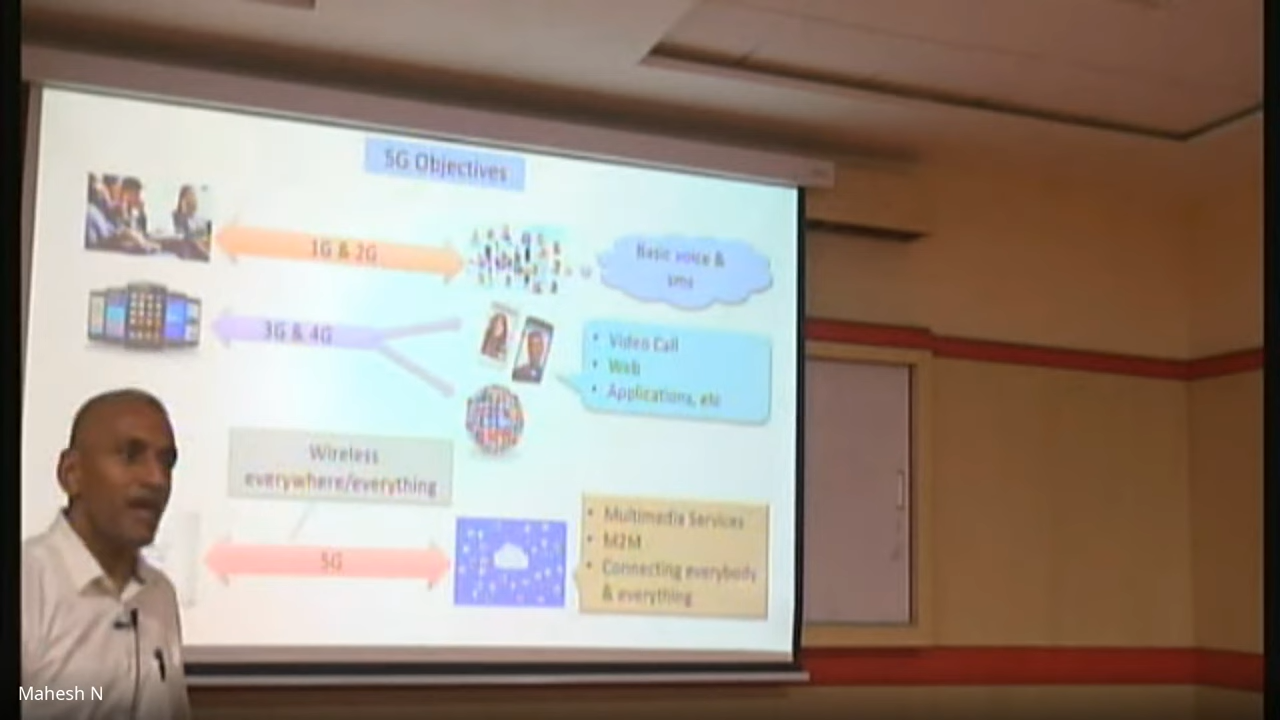 5G Objectives
1G & 2G
Basic voice &
sms
3G & 4G
• Video Call
• Web
• Applications, etc
Wireless
everywhere/everything
5G
• Multimedia Services
• M2M
• Connecting everybody
& everything
Mahesh N